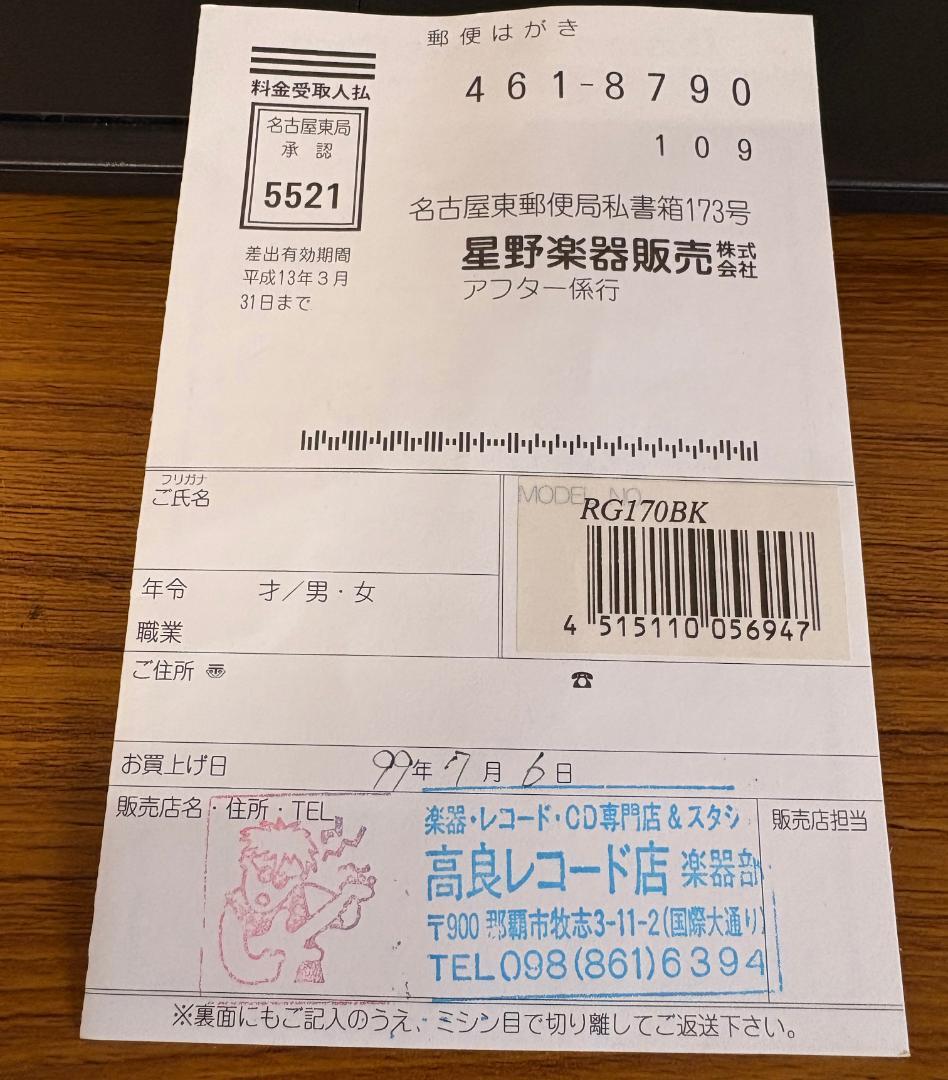 郵便はがき
料金受取人払
名古屋東局
承認
5521
差出有効期間
平成13年3月
31日まで
461-8790
109
名古屋東郵便局私書箱173号
星野楽器販売株式会社
アフター係行
フリガナ
ご氏名
MODEL NO.
RG170BK
4 515110 056947
年令 才/男・女
職業
ご住所 〠 ☎
お買上げ日 99年7月6日
販売店名・住所・TEL
販売店担当
楽器・レコード・CD専門店&スタジ
高良レコード店 楽器部
〒900 那覇市牧志3-11-2(国際大通り)
TEL098(861)6394
※裏面にもご記入のうえ、ミシン目で切り離してご返送下さい。